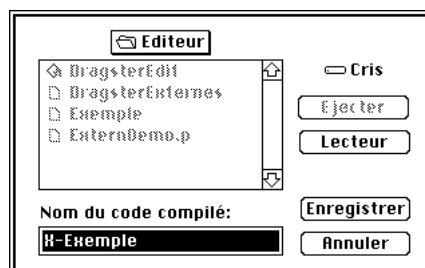 Editeur
DragsterEdit
DragsterExternes
Exemple
ExternDemo.p
Cris
Ejecter
Lecteur
Nom du code compilé:
X-Exemple
Enregistrer
Annuler